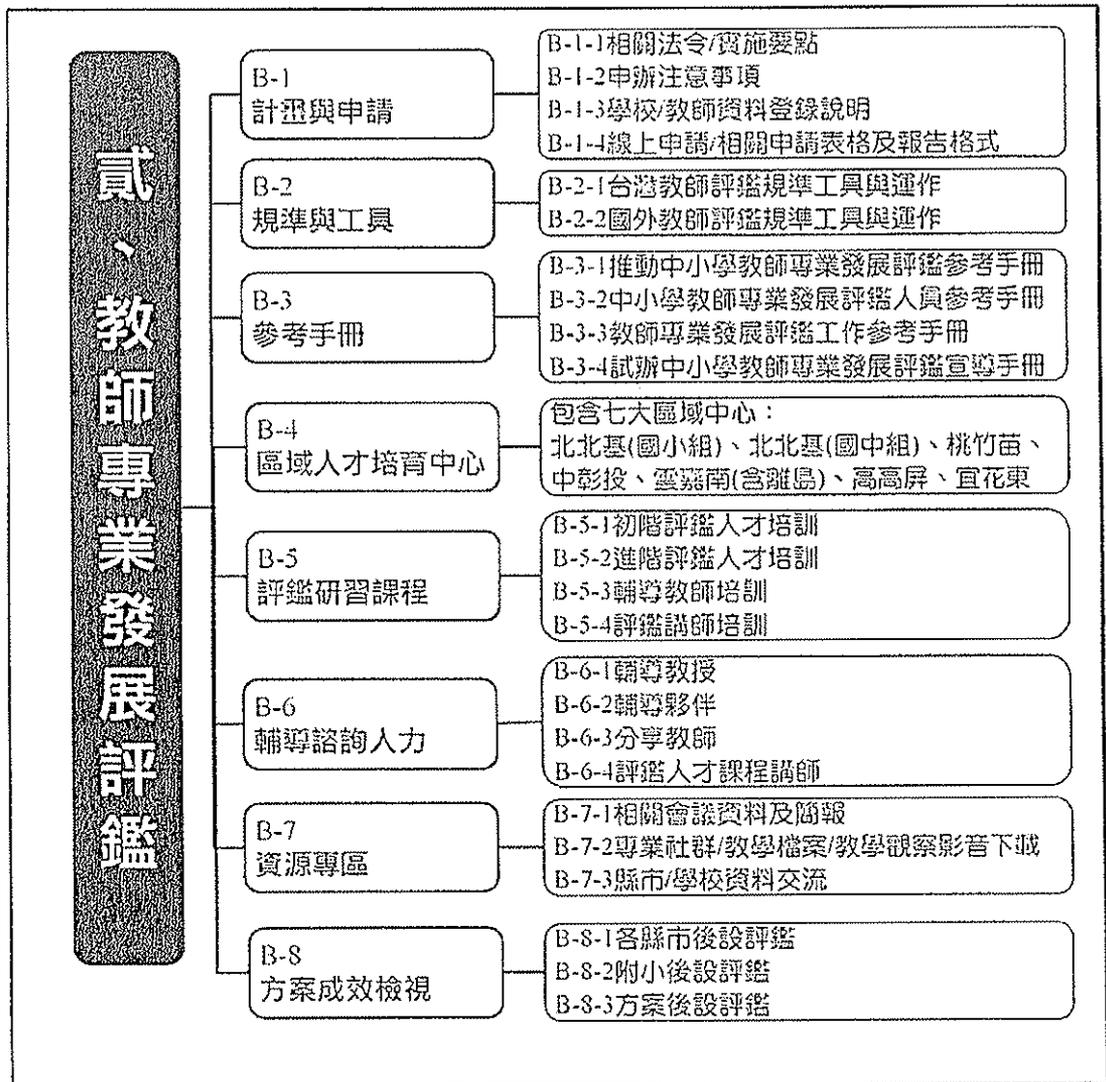 貳、教師專業發展評鑑
B-1
計畫與申請
B-1-1相關法令/實施要點
B-1-2申辦注意事項
B-1-3學校/教師資料登錄說明
B-1-4線上申請/相關申請表格及報告格式
B-2
規準與工具
B-2-1台灣教師評鑑規準工具與運作
B-2-2國外教師評鑑規準工具與運作
B-3
參考手冊
B-3-1推動中小學教師專業發展評鑑參考手冊
B-3-2中小學教師專業發展評鑑人員參考手冊
B-3-3教師專業發展評鑑工作參考手冊
B-3-4試辦中小學教師專業發展評鑑宣導手冊
B-4
區域人才培育中心
包含七大區域中心：
北北基(國小組)、北北基(國中組)、桃竹苗、
中彰投、雲嘉南(含離島)、高高屏、宜花東
B-5
評鑑研習課程
B-5-1初階評鑑人才培訓
B-5-2進階評鑑人才培訓
B-5-3輔導教師培訓
B-5-4評鑑講師培訓
B-6
輔導諮詢人力
B-6-1輔導教授
B-6-2輔導夥伴
B-6-3分享教師
B-6-4評鑑人才課程講師
B-7
資源專區
B-7-1相關會議資料及簡報
B-7-2專業社群/教學檔案/教學觀察影音下載
B-7-3縣市/學校資料交流
B-8
方案成效檢視
B-8-1各縣市後設評鑑
B-8-2附小後設評鑑
B-8-3方案後設評鑑